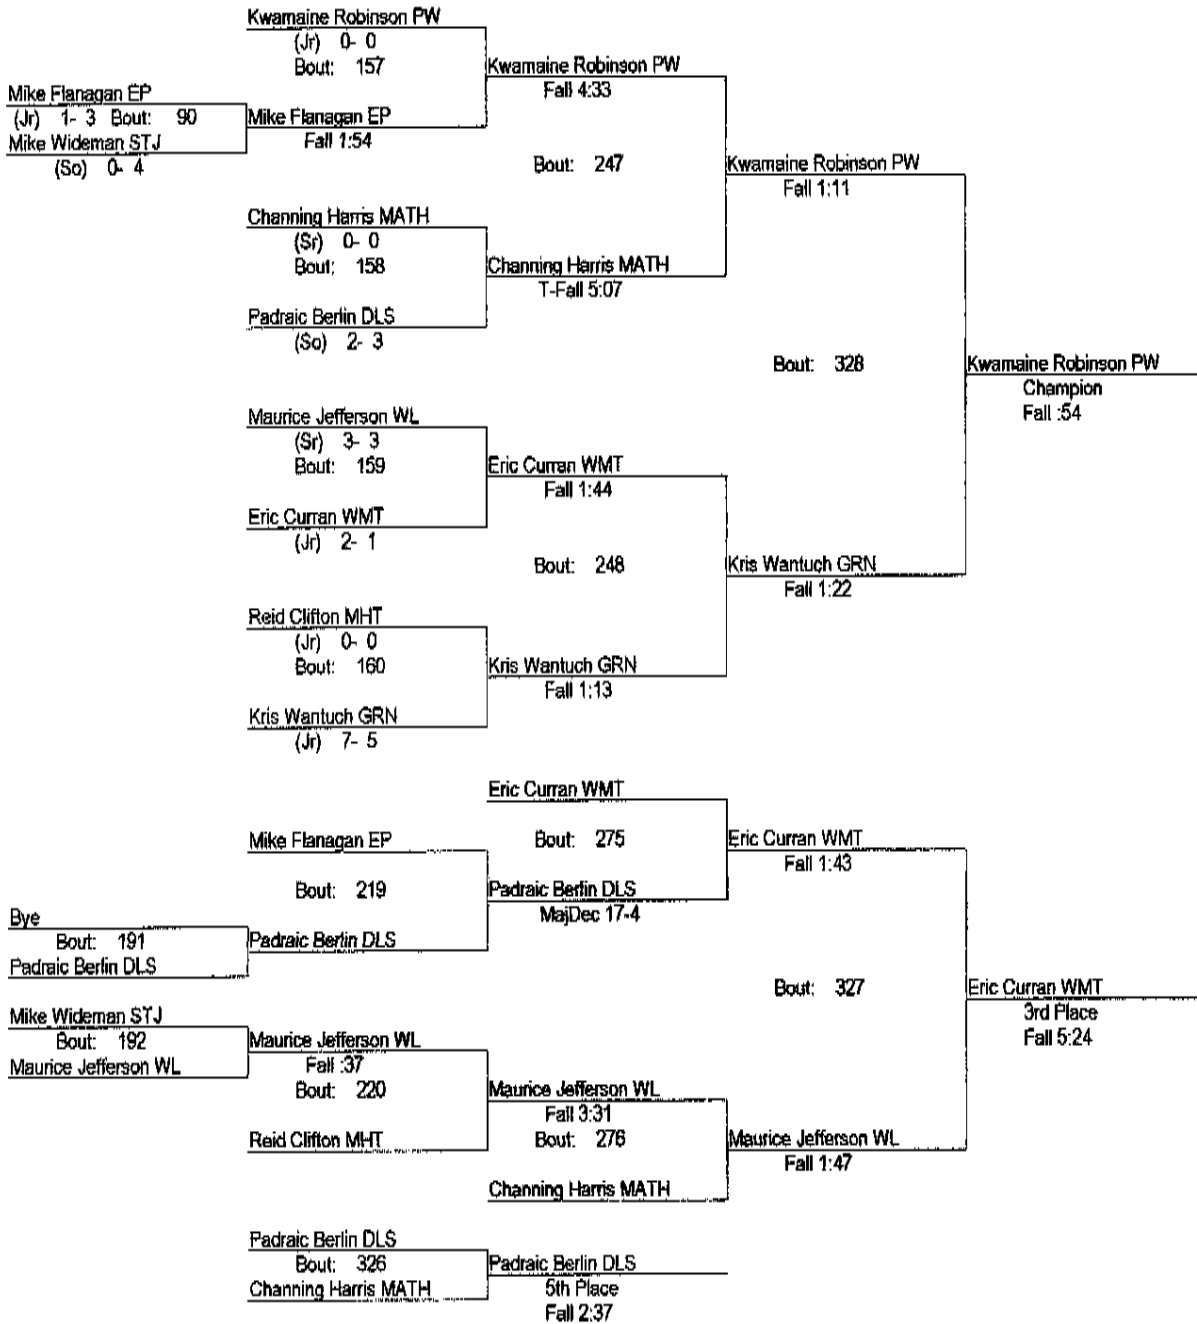 Kwamaine Robinson PW
(Jr) 0- 0
Bout: 157
Kwamaine Robinson PW
Fall 4:33
Mike Flanagan EP
(Jr) 1- 3 Bout: 90
Mike Wideman STJ
(So) 0- 4
Mike Flanagan EP
Fall 1:54
Bout: 247
Kwamaine Robinson PW
Fall 1:11
Channing Harris MATH
(Sr) 0- 0
Bout: 158
Channing Harris MATH
T-Fall 5:07
Padraic Berlin DLS
(So) 2- 3
Bout: 328
Kwamaine Robinson PW
Champion
Fall :54
Maurice Jefferson WL
(Sr) 3- 3
Bout: 159
Eric Curran WMT
Fall 1:44
Eric Curran WMT
(Jr) 2- 1
Bout: 248
Kris Wantuch GRN
Fall 1:22
Reid Clifton MHT
(Jr) 0- 0
Bout: 160
Kris Wantuch GRN
Fall 1:13
Kris Wantuch GRN
(Jr) 7- 5
Eric Curran WMT
Mike Flanagan EP
Bout: 275
Eric Curran WMT
Fall 1:43
Bout: 219
Padraic Berlin DLS
MajDec 17-4
Bye
Bout: 191
Padraic Berlin DLS
Padraic Berlin DLS
Bout: 327
Eric Curran WMT
3rd Place
Fall 5:24
Mike Wideman STJ
Bout: 192
Maurice Jefferson WL
Maurice Jefferson WL
Fall :37
Bout: 220
Maurice Jefferson WL
Fall 3:31
Reid Clifton MHT
Bout: 276
Maurice Jefferson WL
Fall 1:47
Channing Harris MATH
Padraic Berlin DLS
Bout: 326
Channing Harris MATH
Padraic Berlin DLS
5th Place
Fall 2:37